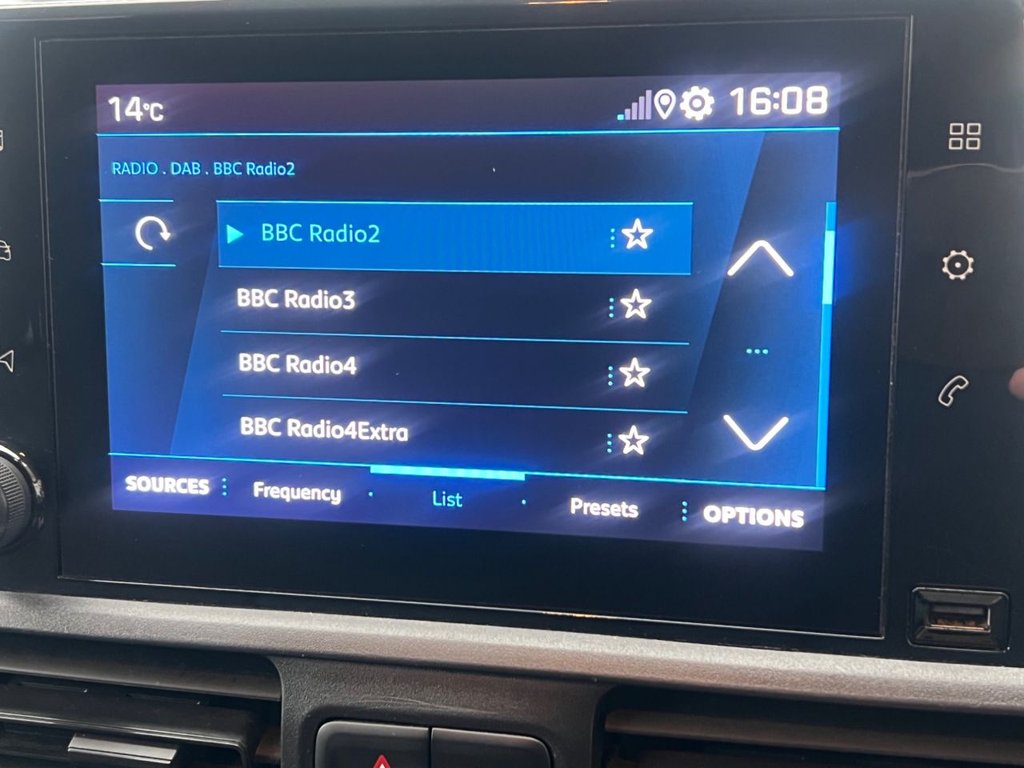 14°C 16:08
RADIO . DAB . BBC Radio2
BBC Radio2
BBC Radio3
BBC Radio4
BBC Radio4Extra
SOURCES Frequency List Presets OPTIONS